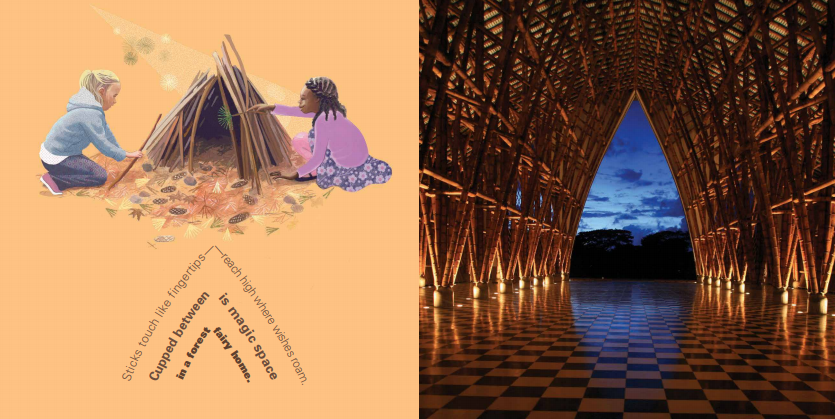 Sticks touch like fingertips—
reach high where wishes roam.
Cupped between
is magic space
in a forest
fairy home.